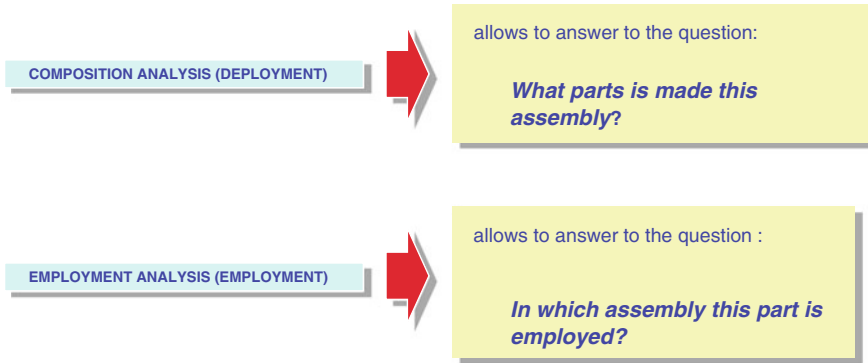 COMPOSITION ANALYSIS (DEPLOYMENT)
allows to answer to the question:
What parts is made this
assembly?
EMPLOYMENT ANALYSIS (EMPLOYMENT)
allows to answer to the question :
In which assembly this part is
employed?